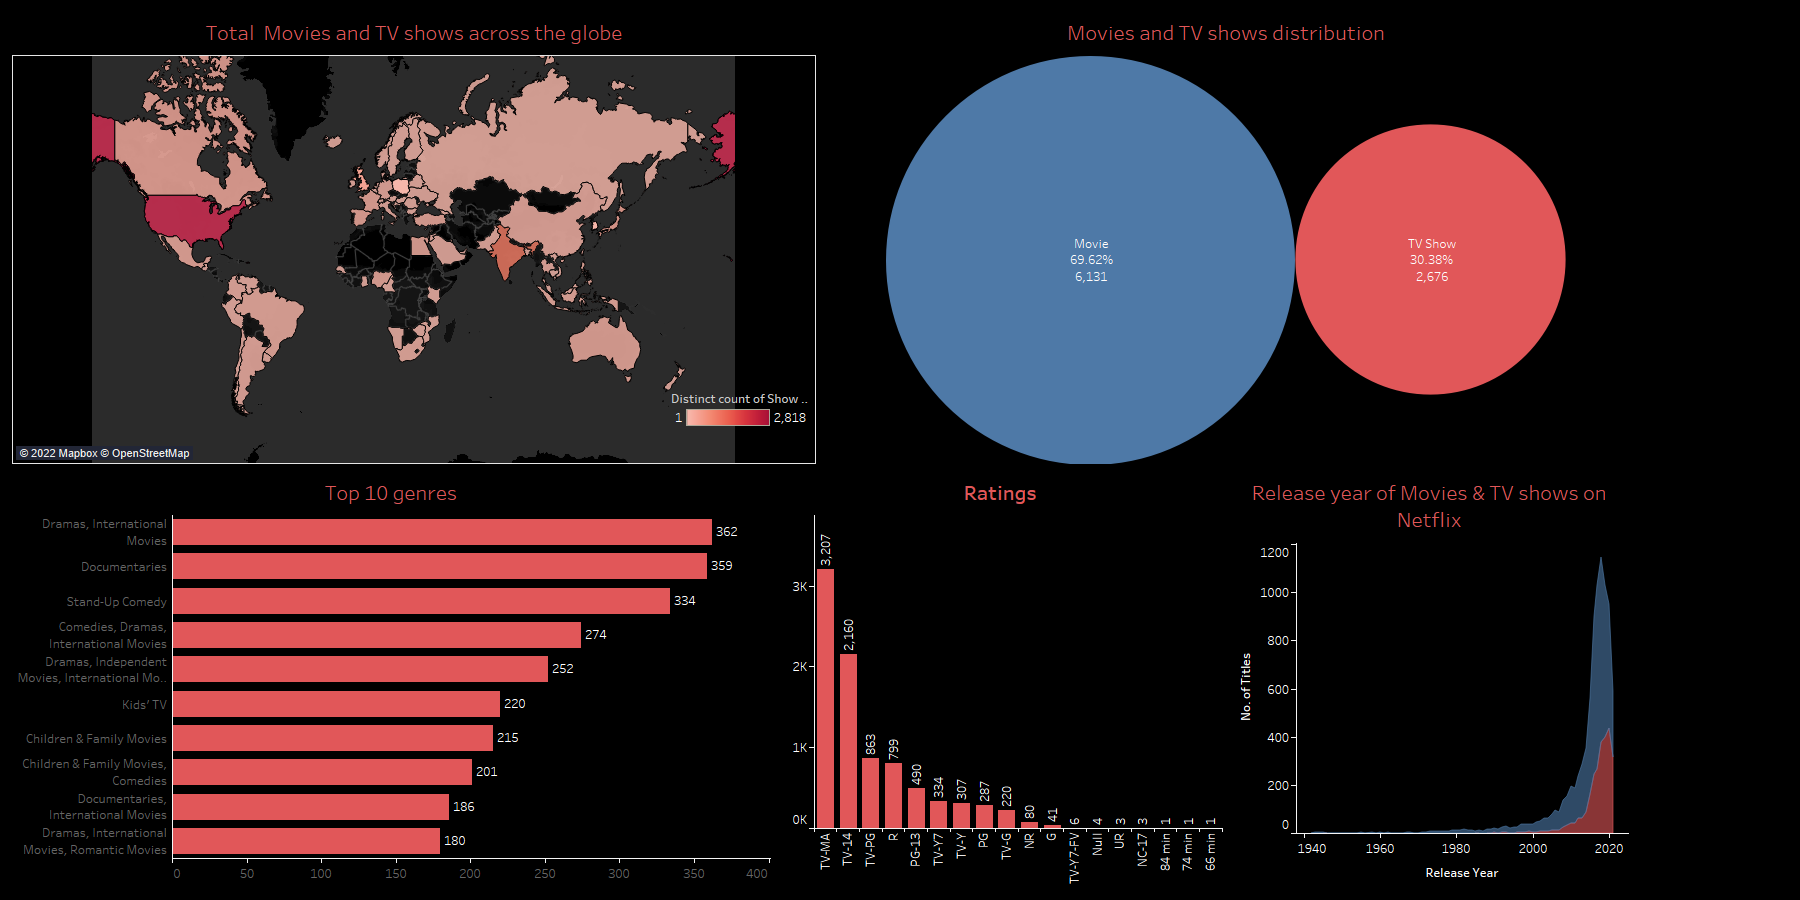 Total  Movies and TV shows across the globe
Distinct count of Show ..
1
2,818
© 2022 Mapbox © OpenStreetMap
Movies and TV shows distribution
Movie
69.62%
6,131
TV Show
30.38%
2,676
Top 10 genres
Dramas, International
Movies
362
Documentaries
359
Stand-Up Comedy
334
Comedies, Dramas,
International Movies
274
Dramas, Independent
Movies, International Mo..
252
Kids' TV
220
Children & Family Movies
215
Children & Family Movies,
Comedies
201
Documentaries,
International Movies
186
Dramas, International
Movies, Romantic Movies
180
0 50 100 150 200 250 300 350 400
Ratings
3K
2K
1K
0K
3,207 2,160 863 799 490 334 307 287 220 80 41 6 4 3 3 1 1 1
TV-MA TV-14 TV-PG R PG-13 TV-Y7 TV-Y PG TV-G NR G TV-Y7-FV Null UR NC-17 84 min 74 min 66 min
Release year of Movies & TV shows on
Netflix
No. of Titles
1200
1000
800
600
400
200
0
1940 1960 1980 2000 2020
Release Year